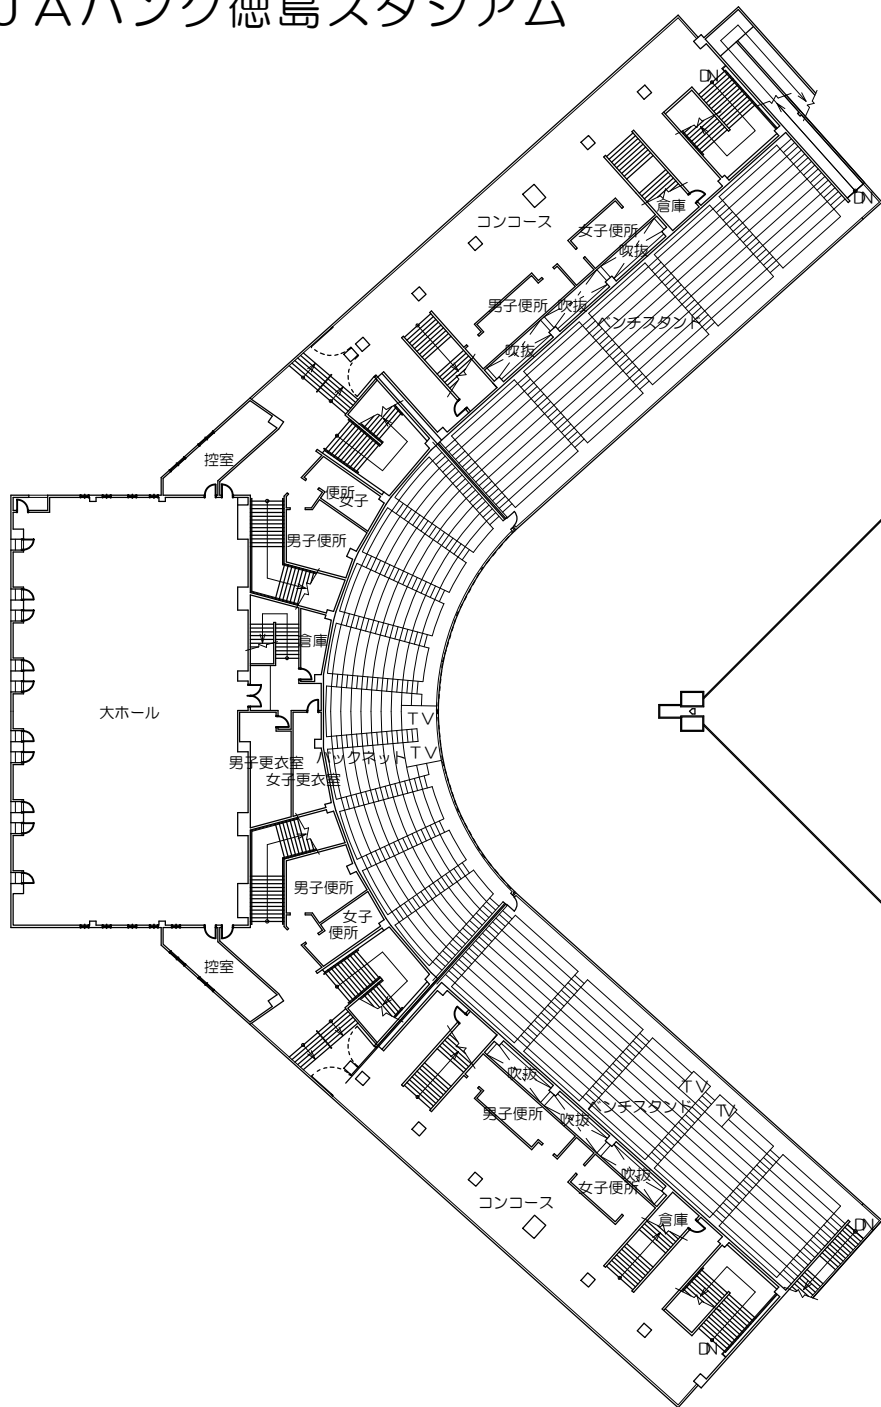 JAバンク徳島スタジアム
DN
DN
倉庫
コンコース
女子便所
吹抜
男子便所
吹抜
ベンチスタンド
吹抜
控室
便所
女子
男子便所
倉庫
大ホール
TV
TV
バックネット
男子更衣室
女子更衣室
男子便所
女子
便所
控室
吹抜
TV
ベンチスタンド
TV
男子便所
吹抜
吹抜
女子便所
コンコース
倉庫
DN
DN